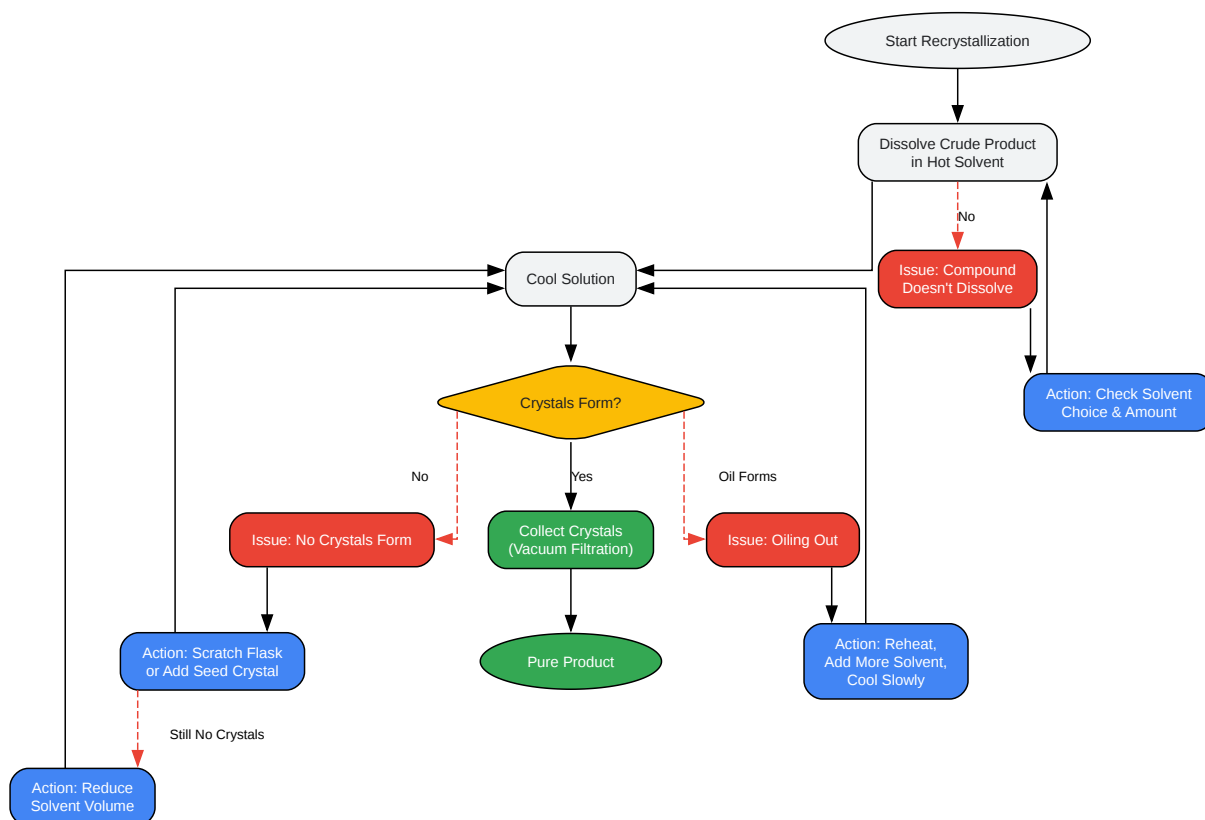 Start Recrystallization
Dissolve Crude Product
in Hot Solvent
No
Issue: Compound
Doesn't Dissolve
Cool Solution
Action: Check Solvent
Choice & Amount
Crystals Form?
No
Yes
Oil Forms
Issue: No Crystals Form
Collect Crystals
(Vacuum Filtration)
Issue: Oiling Out
Action: Scratch Flask
or Add Seed Crystal
Pure Product
Action: Reheat,
Add More Solvent,
Cool Slowly
Still No Crystals
Action: Reduce
Solvent Volume